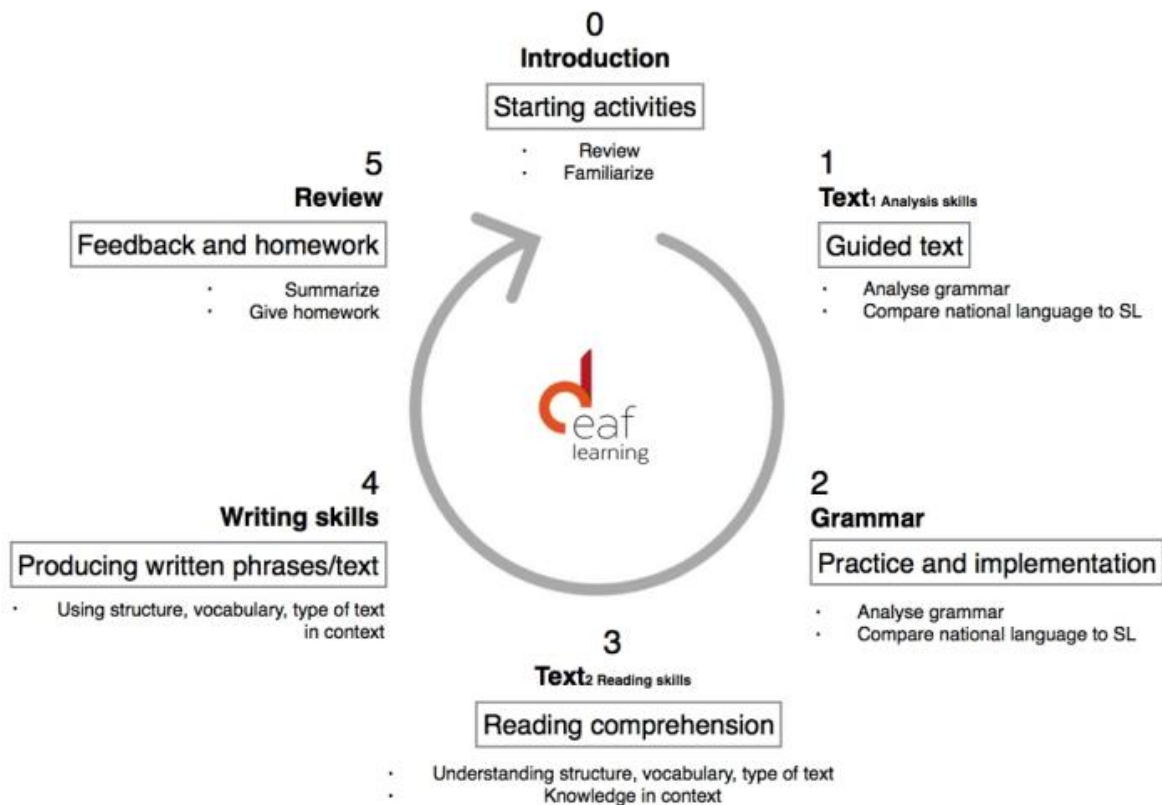 0
Introduction
Starting activities
· Review
· Familiarize
1
Text1 Analysis skills
Guided text
· Analyse grammar
· Compare national language to SL
2
Grammar
Practice and implementation
· Analyse grammar
· Compare national language to SL
3
Text2 Reading skills
Reading comprehension
· Understanding structure, vocabulary, type of text
· Knowledge in context
4
Writing skills
Producing written phrases/text
· Using structure, vocabulary, type of text
in context
5
Review
Feedback and homework
· Summarize
· Give homework
deaf
learning